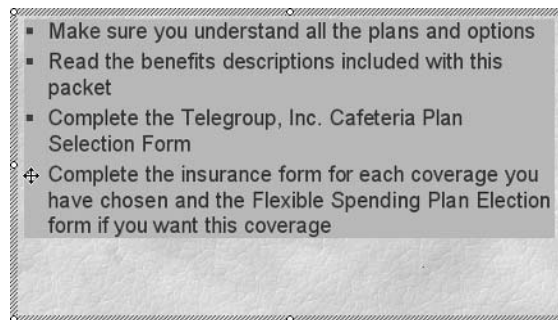 ▪ Make sure you understand all the plans and options
▪ Read the benefits descriptions included with this
packet
▪ Complete the Telegroup, Inc. Cafeteria Plan
Selection Form
Complete the insurance form for each coverage you
have chosen and the Flexible Spending Plan Election
form if you want this coverage